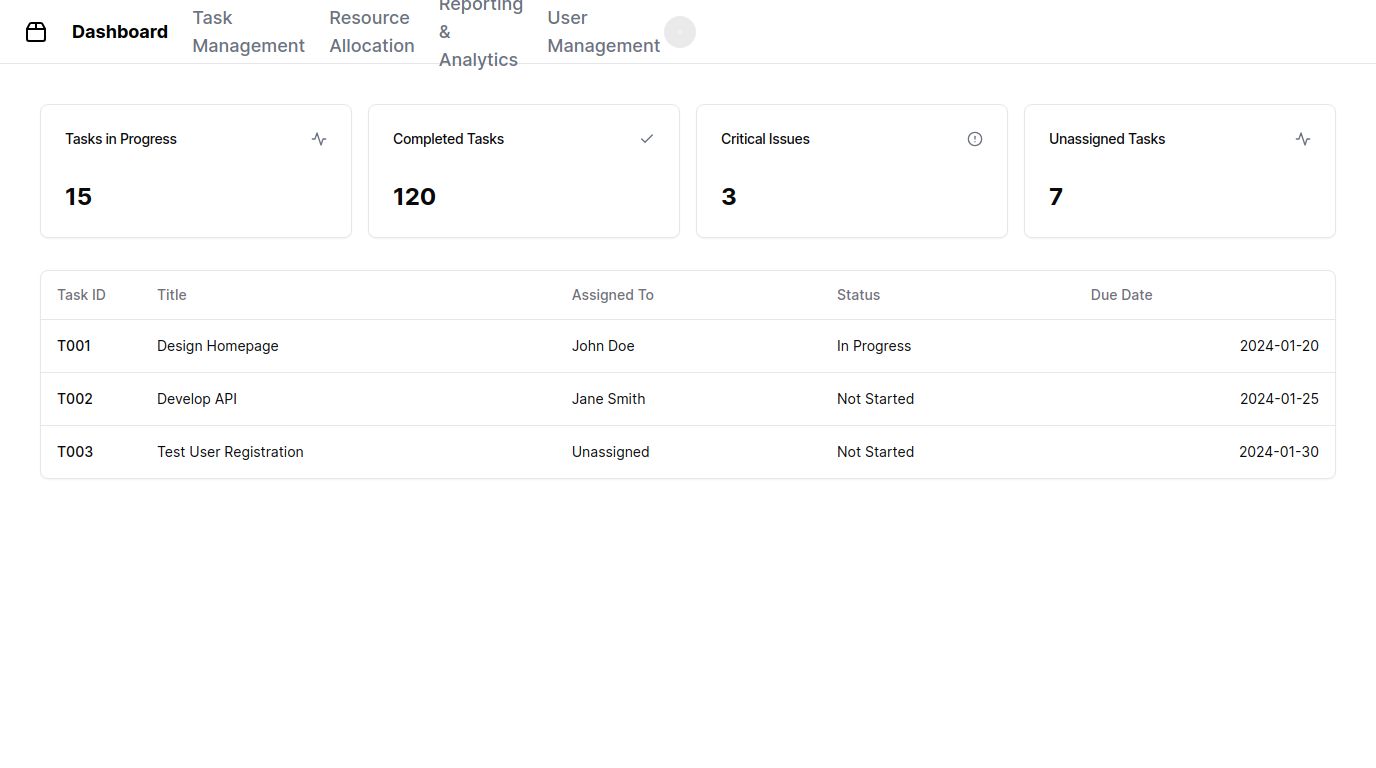 Dashboard
Task
Management
Resource
Allocation
Reporting
&
Analytics
User
Management
Tasks in Progress
15
Completed Tasks
120
Critical Issues
3
Unassigned Tasks
7
Task ID Title Assigned To Status Due Date
T001 Design Homepage John Doe In Progress 2024-01-20
T002 Develop API Jane Smith Not Started 2024-01-25
T003 Test User Registration Unassigned Not Started 2024-01-30